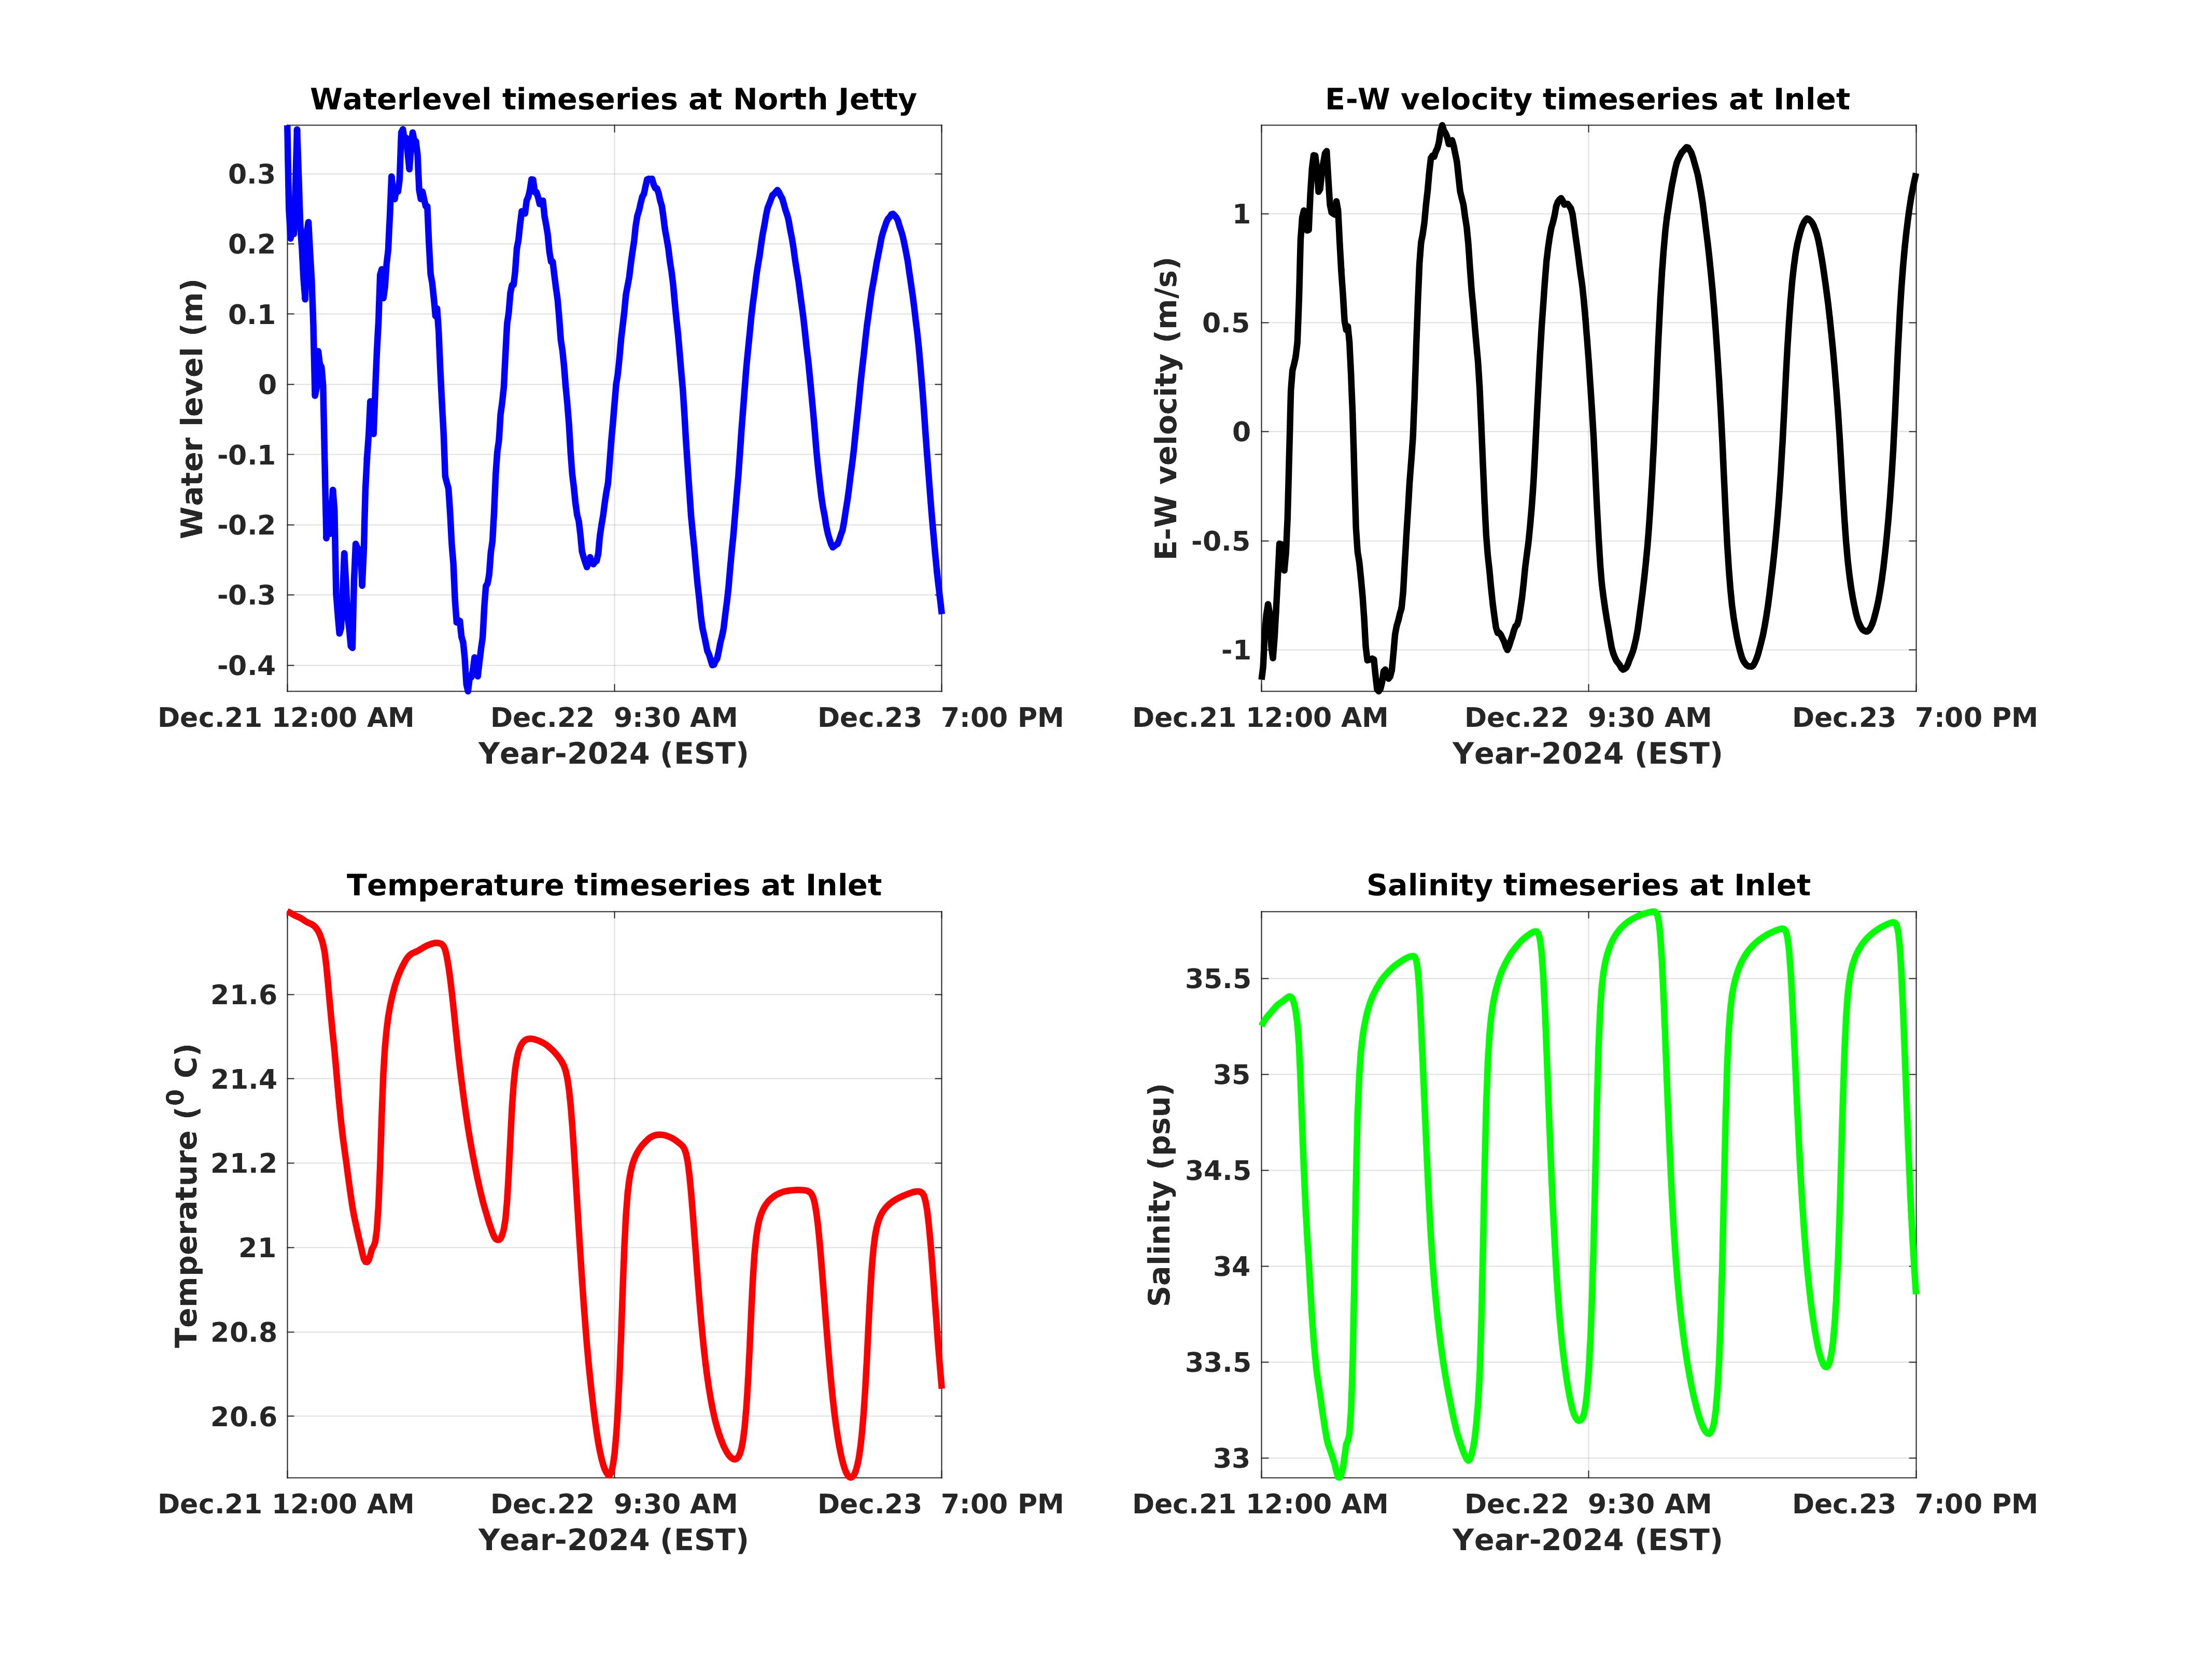 Waterlevel timeseries at North Jetty
0.3
0.2
0.1
0
-0.1
-0.2
-0.3
-0.4
Water level (m)
Dec.21 12:00 AM
Dec.22 9:30 AM
Dec.23 7:00 PM
Year-2024 (EST)
E-W velocity timeseries at Inlet
1
0.5
0
-0.5
-1
E-W velocity (m/s)
Dec.21 12:00 AM
Dec.22 9:30 AM
Dec.23 7:00 PM
Year-2024 (EST)
Temperature timeseries at Inlet
21.6
21.4
21.2
21
20.8
20.6
Temperature (⁰ C)
Dec.21 12:00 AM
Dec.22 9:30 AM
Dec.23 7:00 PM
Year-2024 (EST)
Salinity timeseries at Inlet
35.5
35
34.5
34
33.5
33
Salinity (psu)
Dec.21 12:00 AM
Dec.22 9:30 AM
Dec.23 7:00 PM
Year-2024 (EST)